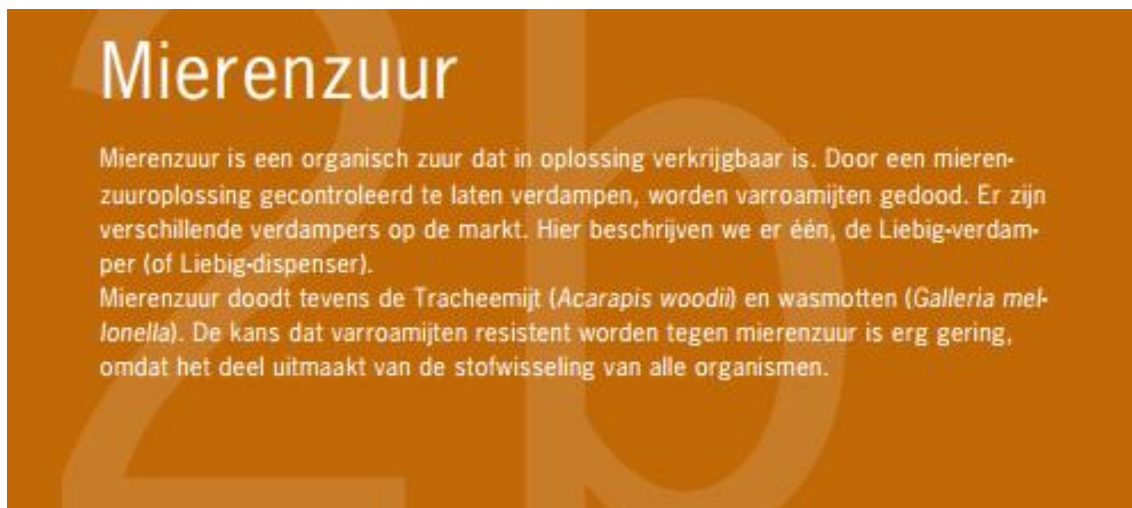 Mierenzuur
Mierenzuur is een organisch zuur dat in oplossing verkrijgbaar is. Door een mieren-
zuuroplossing gecontroleerd te laten verdampen, worden varroamijten gedood. Er zijn
verschillende verdampers op de markt. Hier beschrijven we er één, de Liebig-verdam-
per (of Liebig-dispenser).
Mierenzuur doodt tevens de Tracheemijt (Acarapis woodii) en wasmotten (Galleria mel-
lonella). De kans dat varroamijten resistent worden tegen mierenzuur is erg gering,
omdat het deel uitmaakt van de stofwisseling van alle organismen.
2b